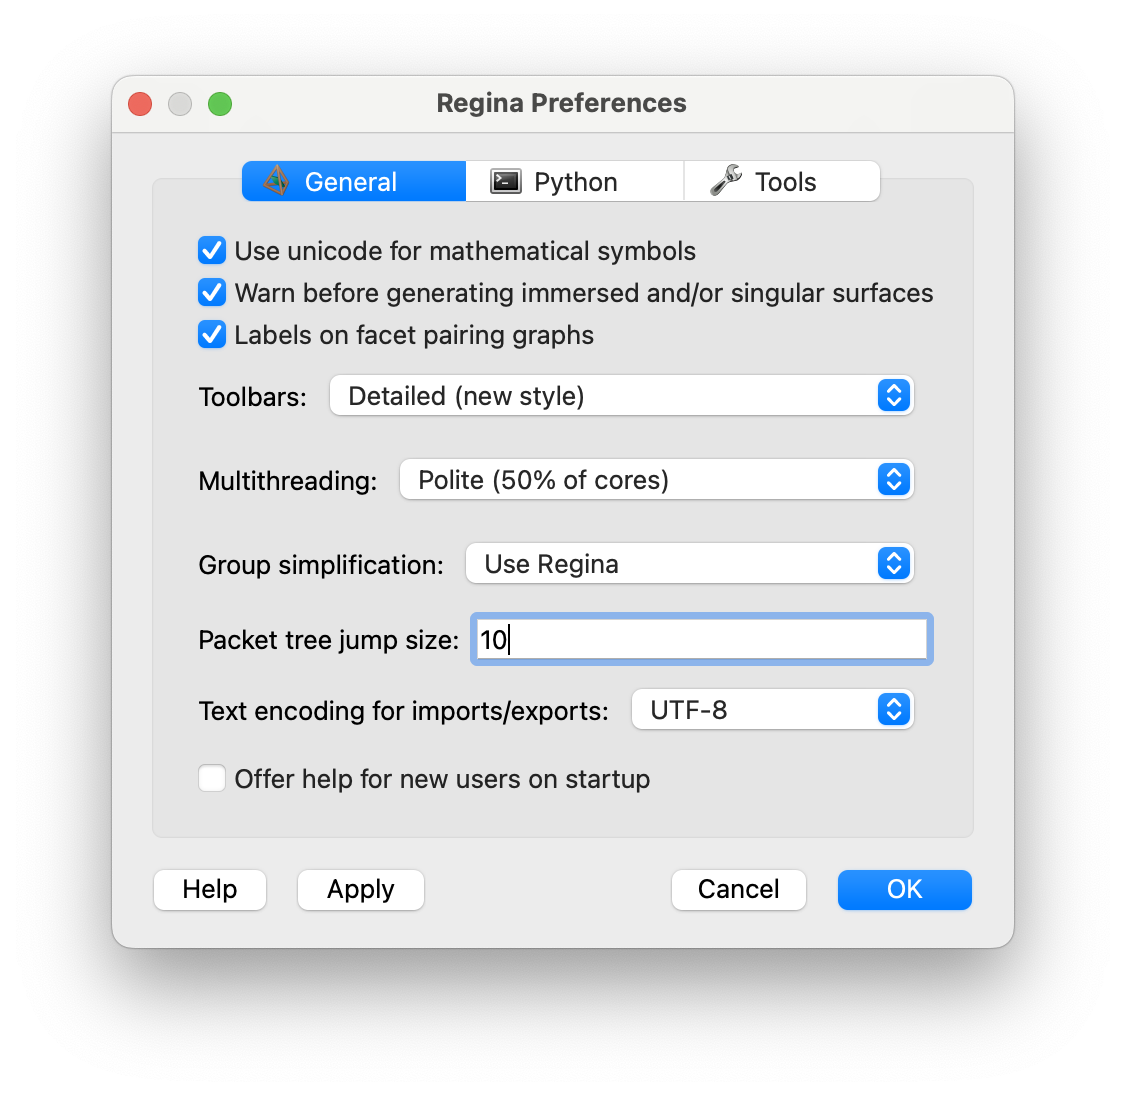 Regina Preferences
General Python Tools
Use unicode for mathematical symbols
Warn before generating immersed and/or singular surfaces
Labels on facet pairing graphs
Toolbars: Detailed (new style)
Multithreading: Polite (50% of cores)
Group simplification: Use Regina
Packet tree jump size: 10
Text encoding for imports/exports: UTF-8
Offer help for new users on startup
Help Apply Cancel OK